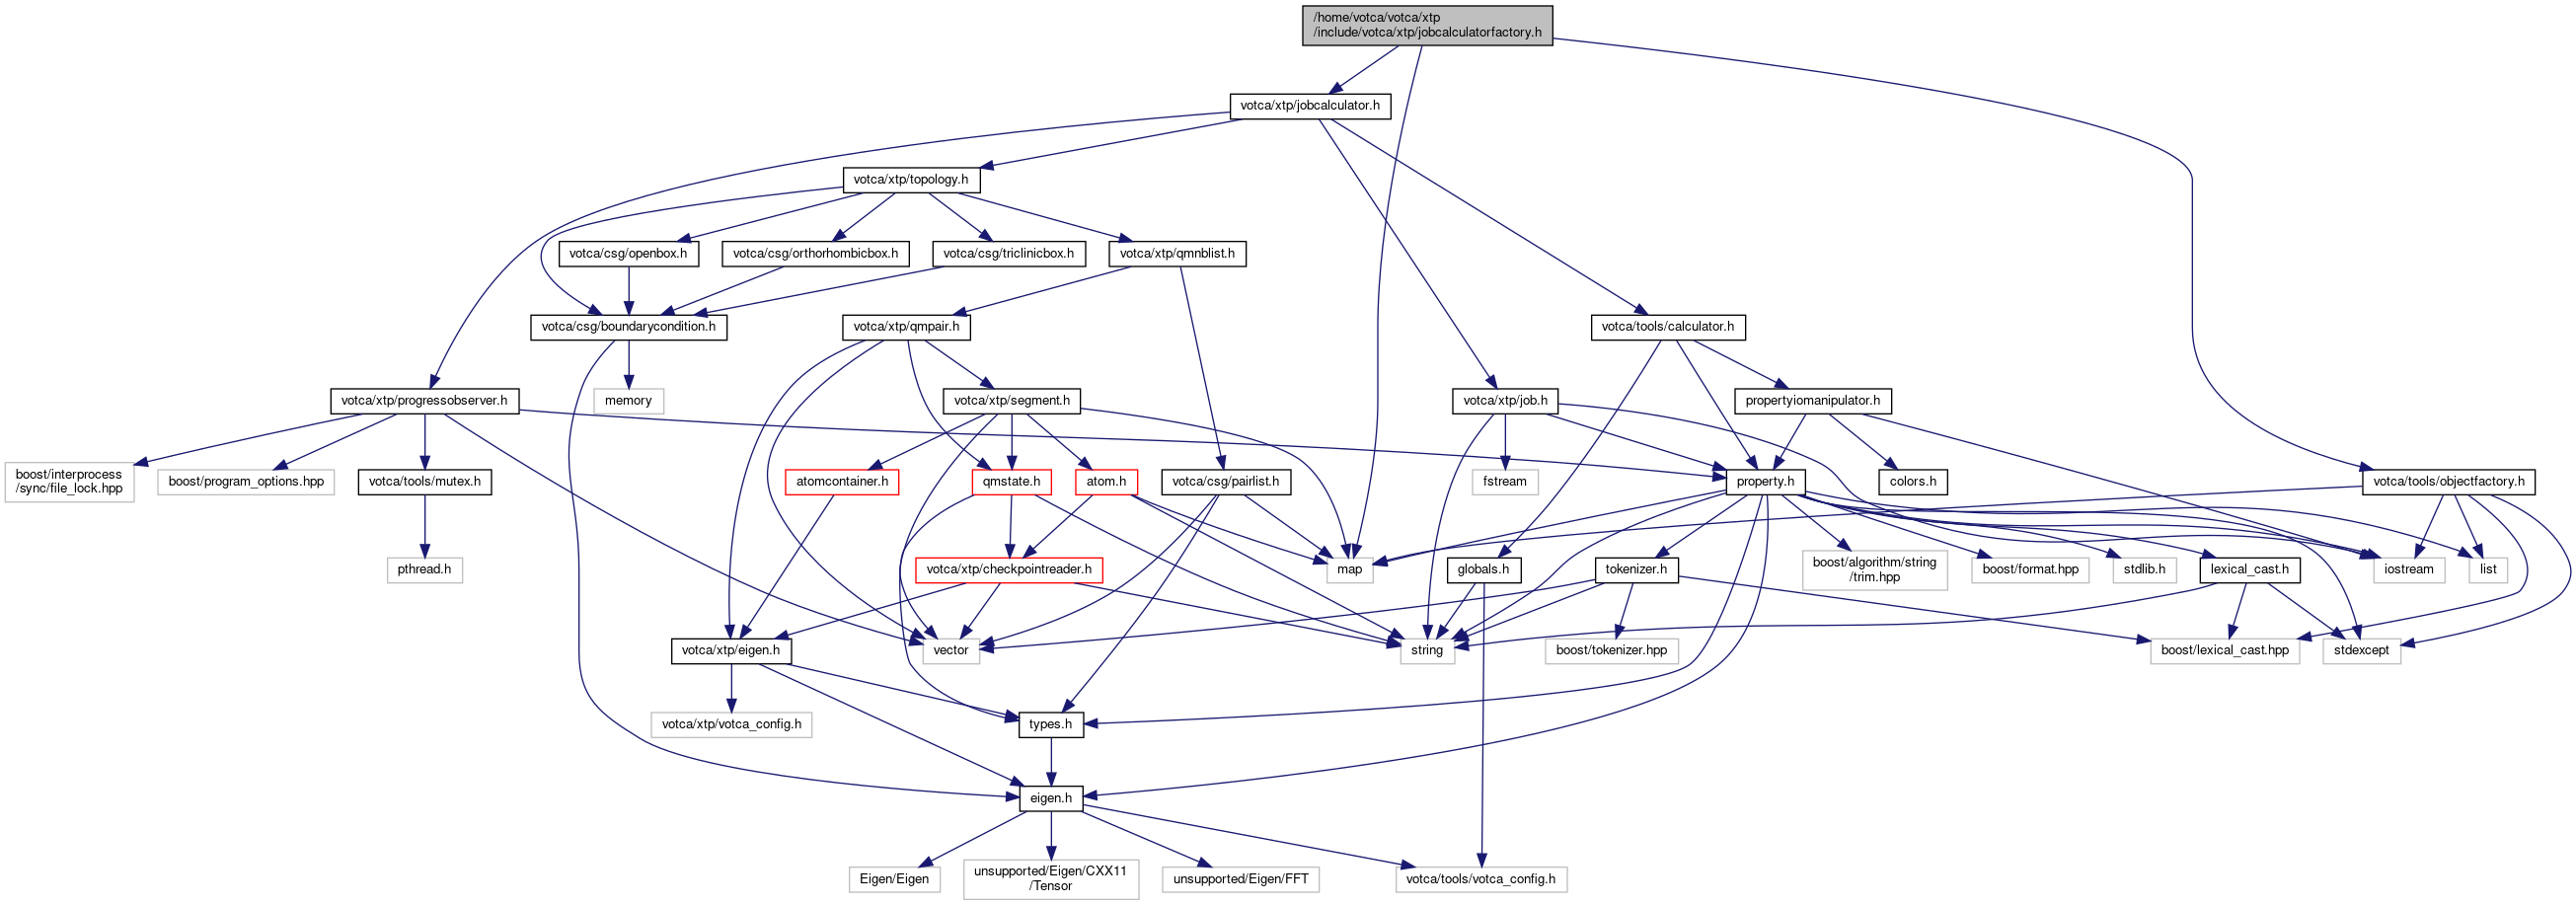 /home/votca/votca/xtp
/include/votca/xtp/jobcalculatorfactory.h
votca/xtp/jobcalculator.h
votca/xtp/topology.h
votca/csg/openbox.h
votca/csg/orthorhombicbox.h
votca/csg/triclinicbox.h
votca/xtp/qmnblist.h
votca/csg/boundarycondition.h
votca/xtp/qmpair.h
votca/tools/calculator.h
votca/xtp/progressobserver.h
memory
votca/xtp/segment.h
votca/xtp/job.h
propertyiomanipulator.h
boost/interprocess
/sync/file_lock.hpp
boost/program_options.hpp
votca/tools/mutex.h
atomcontainer.h
qmstate.h
atom.h
votca/csg/pairlist.h
fstream
property.h
colors.h
votca/tools/objectfactory.h
pthread.h
votca/xtp/checkpointreader.h
map
globals.h
tokenizer.h
boost/algorithm/string
/trim.hpp
boost/format.hpp
stdlib.h
lexical_cast.h
iostream
list
votca/xtp/eigen.h
vector
string
boost/tokenizer.hpp
boost/lexical_cast.hpp
stdexcept
votca/xtp/votca_config.h
types.h
eigen.h
Eigen/Eigen
unsupported/Eigen/CXX11
/Tensor
unsupported/Eigen/FFT
votca/tools/votca_config.h